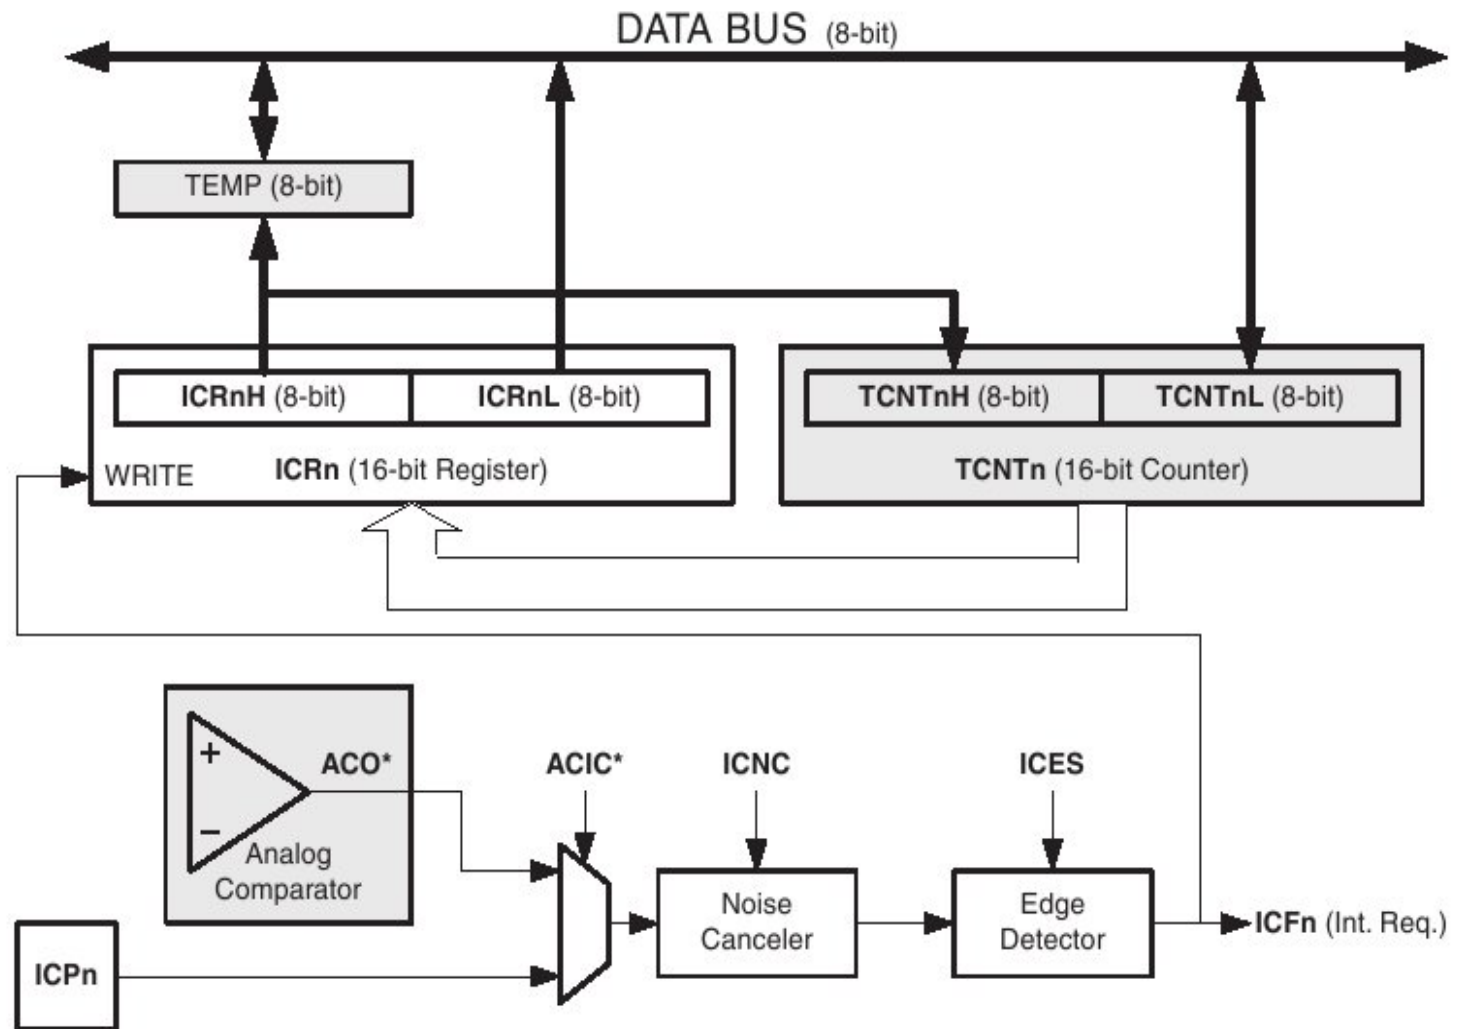 DATA BUS (8-bit)
TEMP (8-bit)
ICRnH (8-bit)
ICRnL (8-bit)
TCNTnH (8-bit)
TCNTnL (8-bit)
WRITE
ICRn (16-bit Register)
TCNTn (16-bit Counter)
+
−
ACO*
Analog
Comparator
ACIC*
ICNC
ICES
Noise
Canceler
Edge
Detector
ICFn (Int. Req.)
ICPn